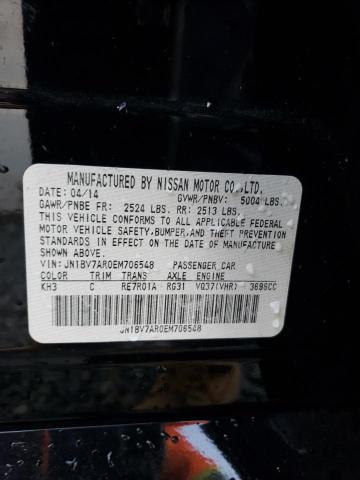 MANUFACTURED BY NISSAN MOTOR CO.,LTD.
DATE: 04/14 GVWR/PNBV: 5004 LBS.
GAWR/PNBE FR: 2524 LBS. RR: 2513 LBS.
THIS VEHICLE CONFORMS TO ALL APPLICABLE FEDERAL
MOTOR VEHICLE SAFETY,BUMPER,AND THEFT PREVENTION
STANDARDS IN EFFECT ON THE DATE OF MANUFACTURE
SHOWN ABOVE.
VIN: JN1BV7AR0EM706548 PASSENGER CAR
COLOR TRIM TRANS AXLE ENGINE
KH3 C RE7R01A RG31 VQ37(VHR) 3696CC
JN1BV7AR0EM706548